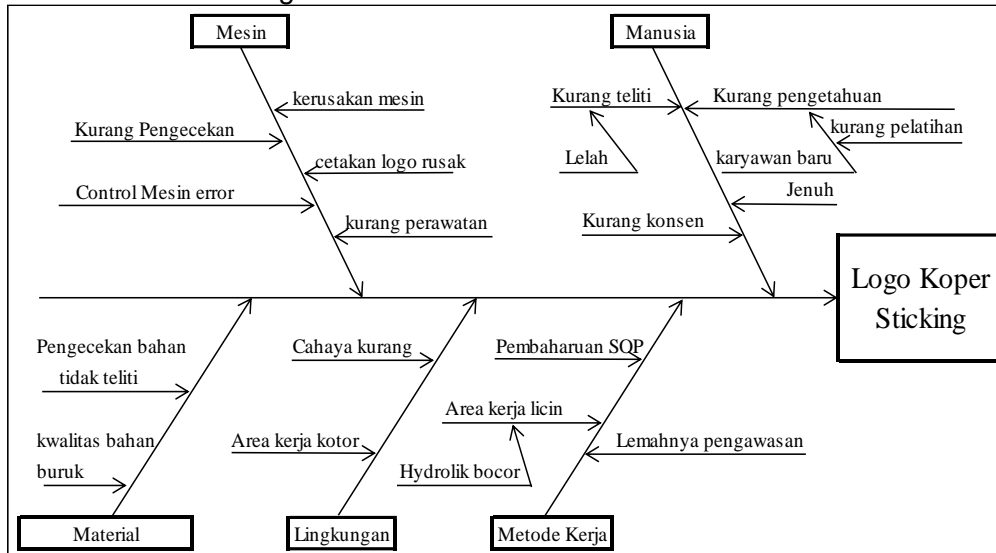 Mesin
Manusia
kerusakan mesin
Kurang Pengecekan
cetakan logo rusak
Control Mesin error
kurang perawatan
Kurang teliti
Lelah
Kurang pengetahuan
kurang pelatihan
karyawan baru
Jenuh
Kurang konsen
Logo Koper
Sticking
Pengecekan bahan
tidak teliti
kwalitas bahan
buruk
Cahaya kurang
Area kerja kotor
Pembaharuan SOP
Area kerja licin
Hydrolik bocor
Lemahnya pengawasan
Material
Lingkungan
Metode Kerja